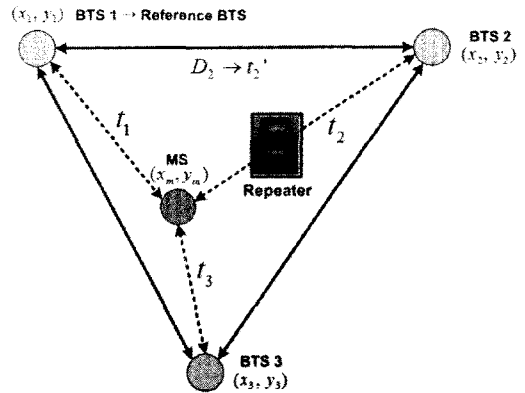 (x₁, y₁) BTS 1 → Reference BTS
BTS 2
(x₂, y₂)
D₂ → t₂'
t₁
t₂
MS
(xₘ, yₘ)
Repeater
t₃
BTS 3
(x₃, y₃)